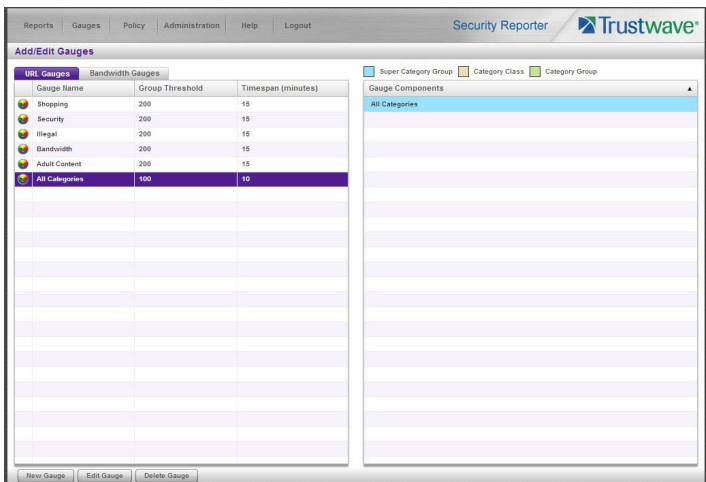 Reports Gauges Policy Administration Help Logout Security Reporter Trustwave®
Add/Edit Gauges
URL Gauges Bandwidth Gauges
Super Category Group Category Class Category Group
Gauge Name Group Threshold Timespan (minutes)
Gauge Components
Shopping 200 15
All Categories
Security 200 15
Illegal 200 15
Bandwidth 200 15
Adult Content 200 15
All Categories 100 10
New Gauge Edit Gauge Delete Gauge